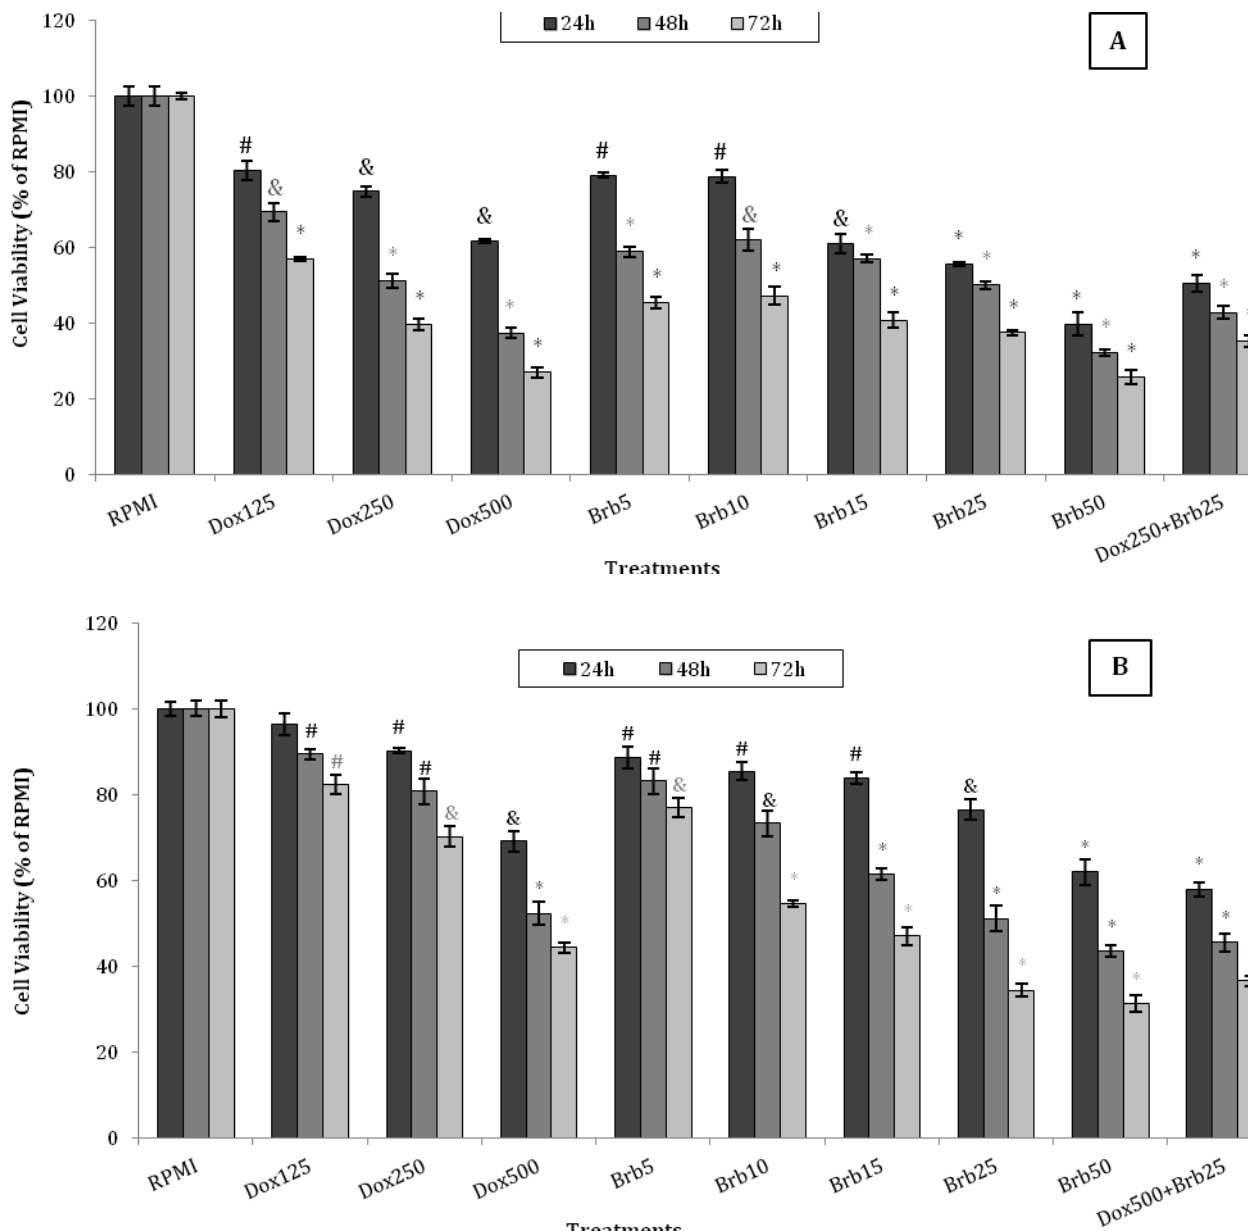 120
24h 48h 72h
A
100
80
60
40
20
0
Cell Viability (% of RPMI)
# & *
& * *
& * *
# * *
# & *
& * *
* * *
* * *
* * *
RPMI Dox125 Dox250 Dox500 Brb5 Brb10 Brb15 Brb25 Brb50 Dox250+Brb25
Treatments
120
24h 48h 72h
B
100
80
60
40
20
0
Cell Viability (% of RPMI)
# #
# # &
& * *
# # &
# & *
# * *
& * *
* * *
* *
RPMI Dox125 Dox250 Dox500 Brb5 Brb10 Brb15 Brb25 Brb50 Dox500+Brb25
Treatments